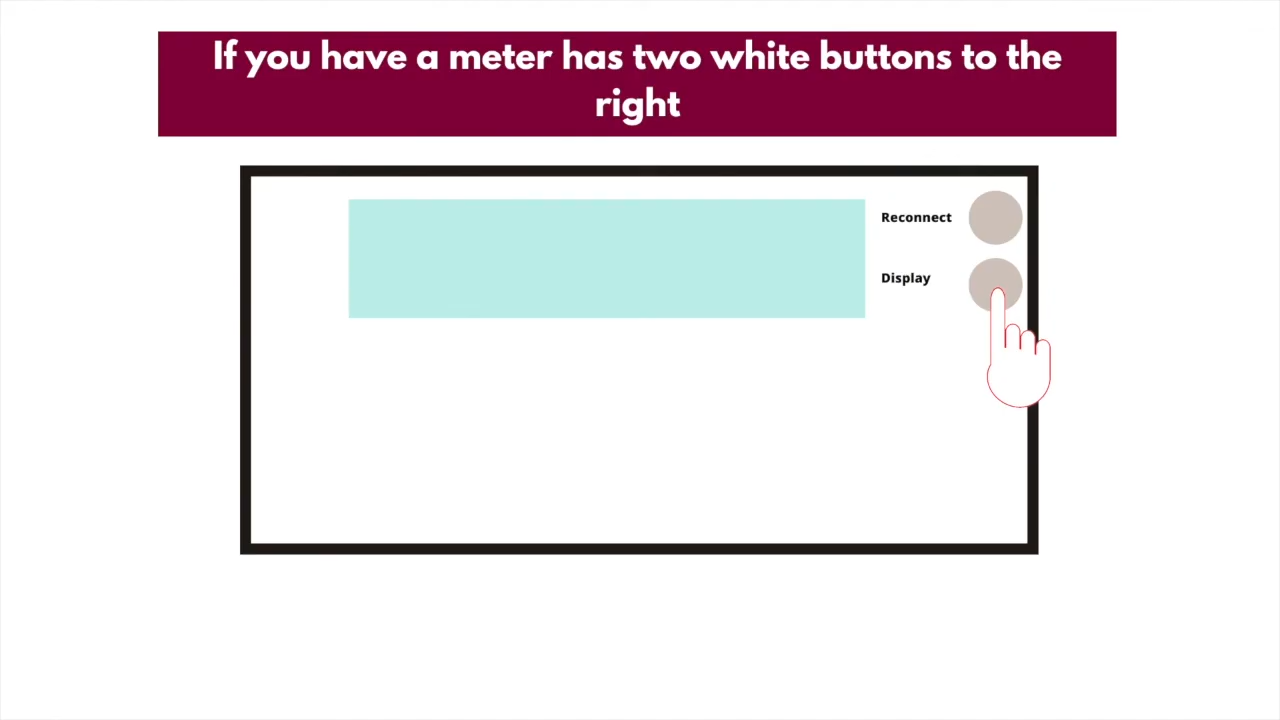 If you have a meter has two white buttons to the
right
Reconnect
Display